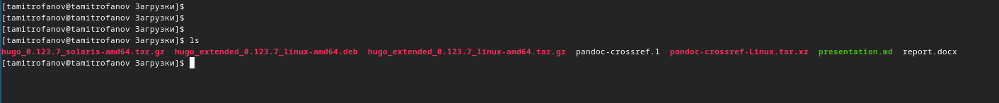 [tamitrofanov@tamitrofanov Загрузки]$
[tamitrofanov@tamitrofanov Загрузки]$
[tamitrofanov@tamitrofanov Загрузки]$
[tamitrofanov@tamitrofanov Загрузки]$ ls
hugo_0.123.7_solaris-amd64.tar.gz  hugo_extended_0.123.7_linux-amd64.deb  hugo_extended_0.123.7_linux-amd64.tar.gz  pandoc-crossref.1  pandoc-crossref-Linux.tar.xz  presentation.md  report.docx
[tamitrofanov@tamitrofanov Загрузки]$